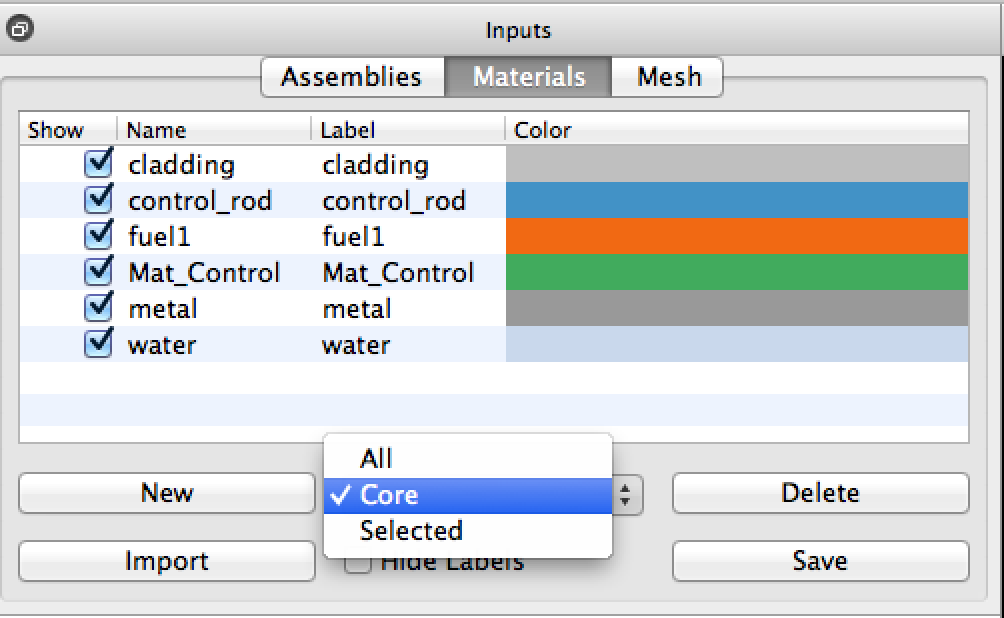 Inputs
Assemblies Materials Mesh
Show Name Label Color
cladding cladding
control_rod control_rod
fuel1 fuel1
Mat_Control Mat_Control
metal metal
water water
All
New Core Delete
Selected
Import Hide Labels Save